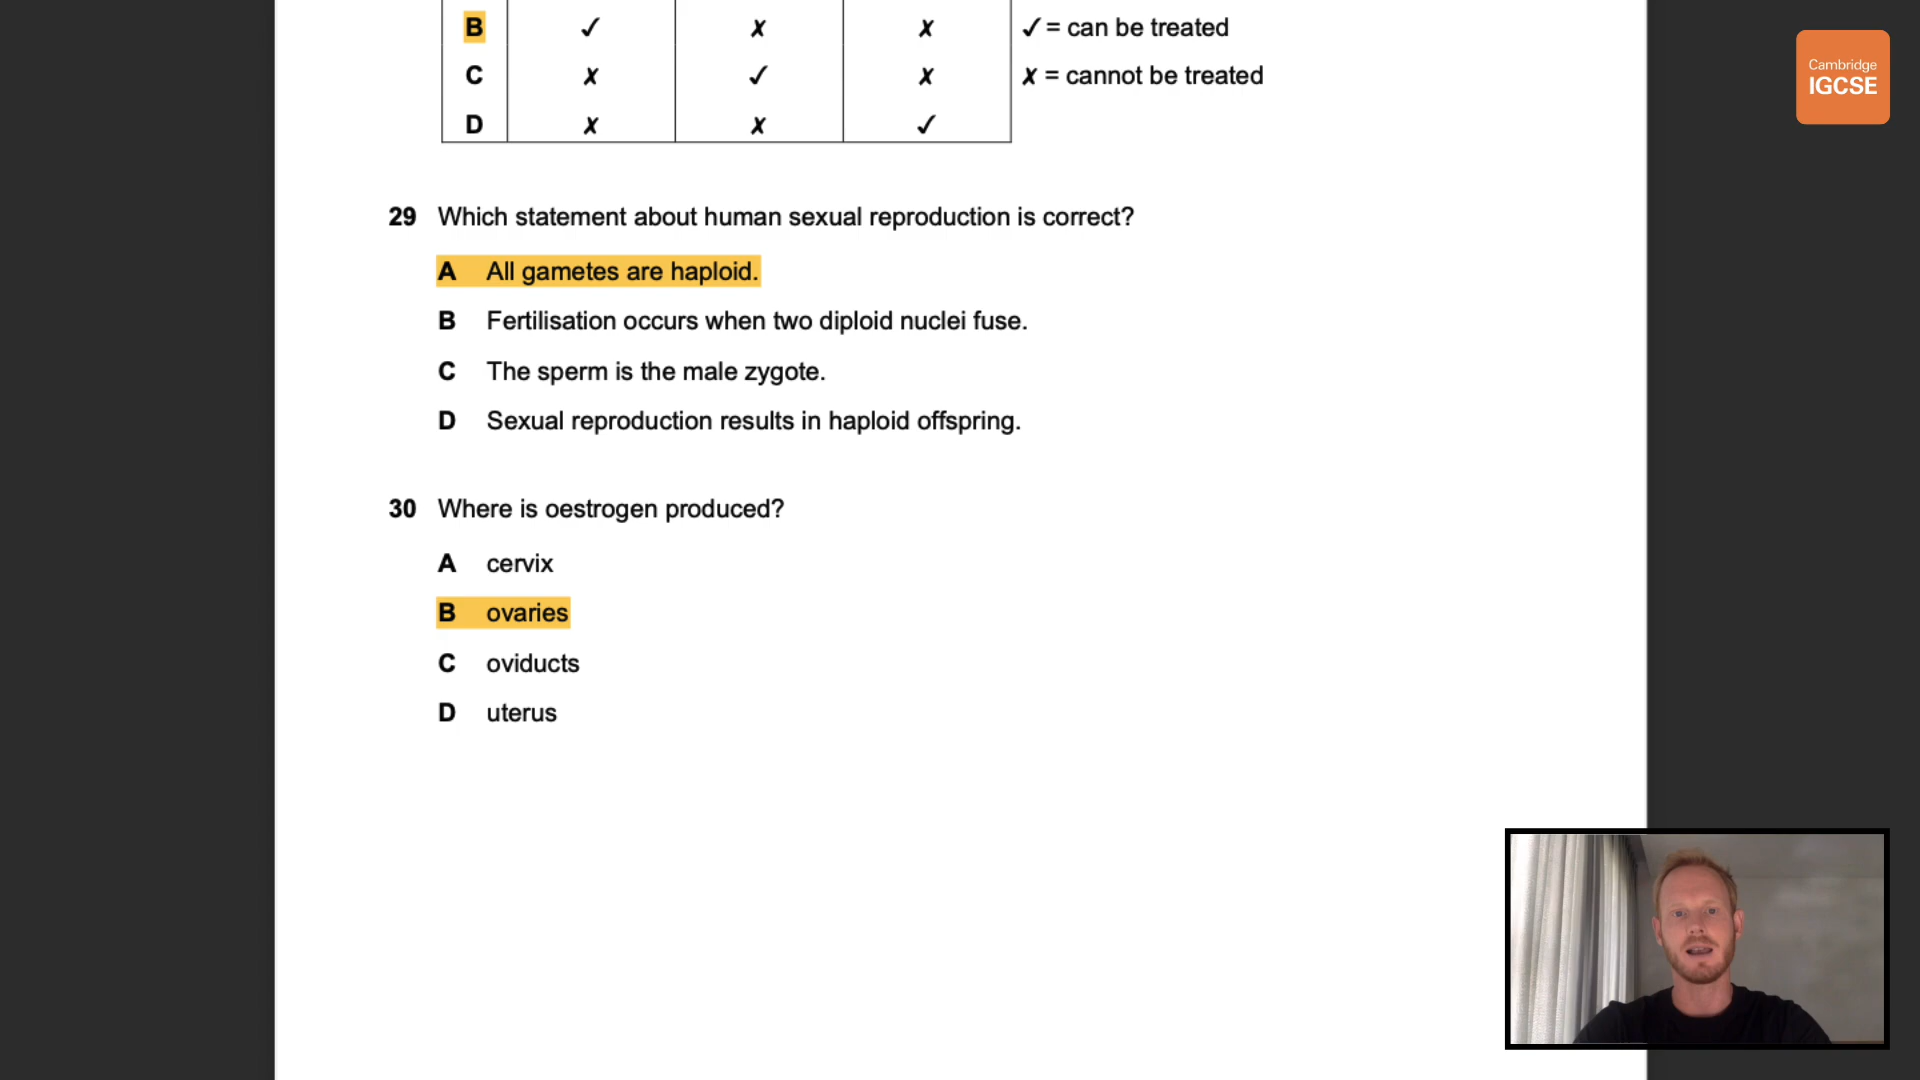 B ✓ ✗ ✗ ✓ = can be treated
C ✗ ✓ ✗ ✗ = cannot be treated
D ✗ ✗ ✓
Cambridge
IGCSE
29 Which statement about human sexual reproduction is correct?
A All gametes are haploid.
B Fertilisation occurs when two diploid nuclei fuse.
C The sperm is the male zygote.
D Sexual reproduction results in haploid offspring.
30 Where is oestrogen produced?
A cervix
B ovaries
C oviducts
D uterus